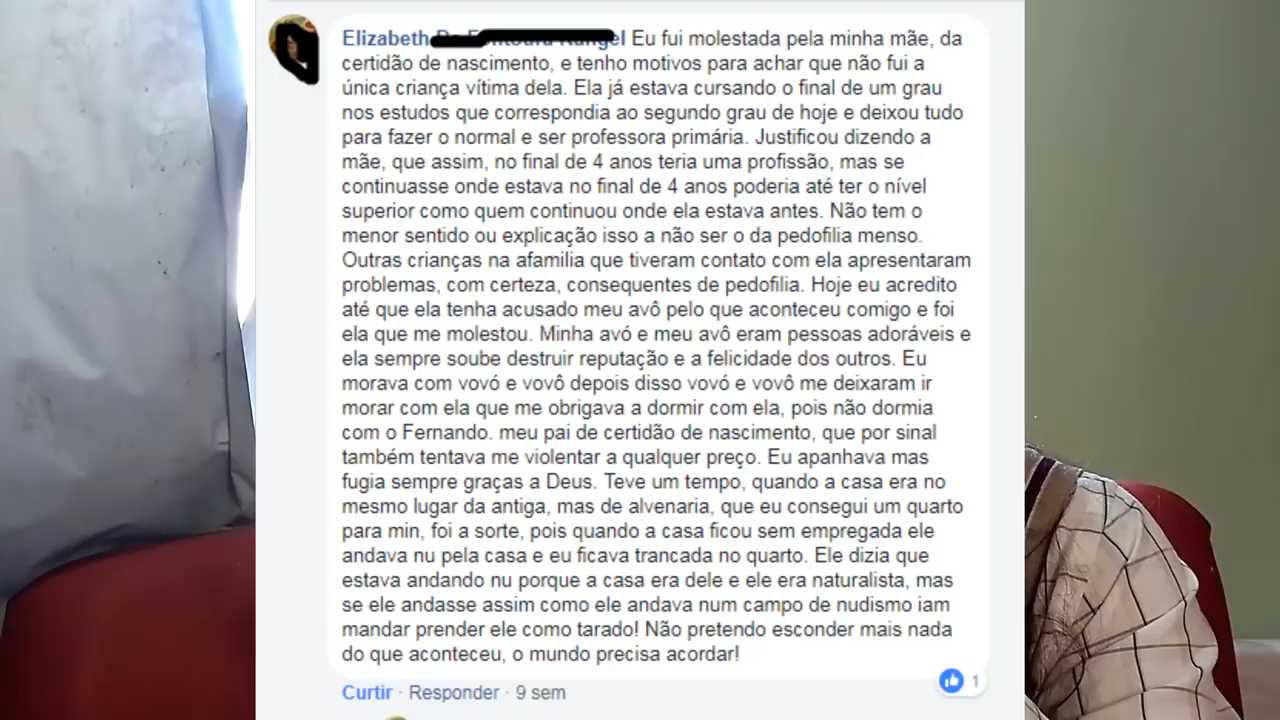 Elizabeth Eu fui molestada pela minha mãe, da
certidão de nascimento, e tenho motivos para achar que não fui a
única criança vítima dela. Ela já estava cursando o final de um grau
nos estudos que correspondia ao segundo grau de hoje e deixou tudo
para fazer o normal e ser professora primária. Justificou dizendo a
mãe, que assim, no final de 4 anos teria uma profissão, mas se
continuasse onde estava no final de 4 anos poderia até ter o nível
superior como quem continuou onde ela estava antes. Não tem o
menor sentido ou explicação isso a não ser o da pedofilia menso.
Outras crianças na afamilia que tiveram contato com ela apresentaram
problemas, com certeza, consequentes de pedofilia. Hoje eu acredito
até que ela tenha acusado meu avô pelo que aconteceu comigo e foi
ela que me molestou. Minha avó e meu avô eram pessoas adoráveis e
ela sempre soube destruir reputação e a felicidade dos outros. Eu
morava com vovó e vovô depois disso vovó e vovô me deixaram ir
morar com ela que me obrigava a dormir com ela, pois não dormia
com o Fernando. meu pai de certidão de nascimento, que por sinal
também tentava me violentar a qualquer preço. Eu apanhava mas
fugia sempre graças a Deus. Teve um tempo, quando a casa era no
mesmo lugar da antiga, mas de alvenaria, que eu consegui um quarto
para min, foi a sorte, pois quando a casa ficou sem empregada ele
andava nu pela casa e eu ficava trancada no quarto. Ele dizia que
estava andando nu porque a casa era dele e ele era naturalista, mas
se ele andasse assim como ele andava num campo de nudismo iam
mandar prender ele como tarado! Não pretendo esconder mais nada
do que aconteceu, o mundo precisa acordar!
1
Curtir · Responder · 9 sem